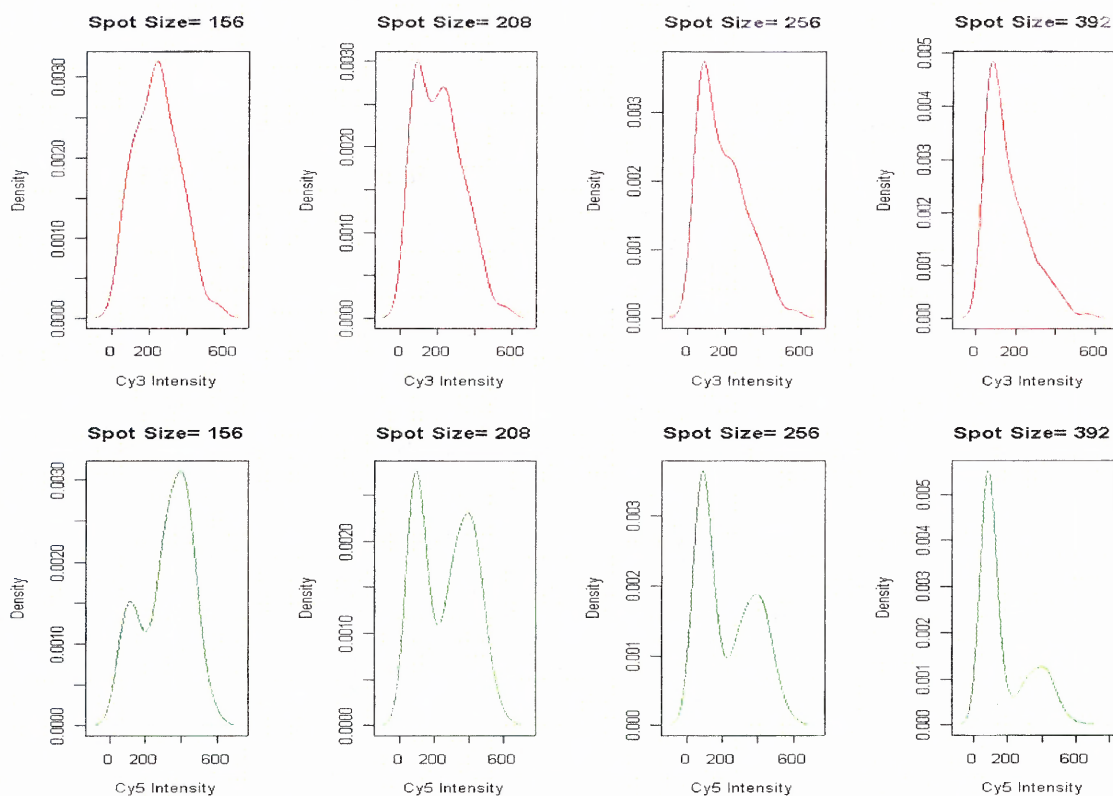 Spot Size= 156
Density
0.0000
0.0010
0.0020
0.0030
0 200 600
Cy3 Intensity
Spot Size= 208
Density
0.0000
0.0010
0.0020
0.0030
0 200 600
Cy3 Intensity
Spot Size= 256
Density
0.000
0.001
0.002
0.003
0 200 600
Cy3 Intensity
Spot Size= 392
Density
0.000
0.001
0.002
0.003
0.004
0.005
0 200 600
Cy3 Intensity
Spot Size= 156
Density
0.0000
0.0010
0.0020
0.0030
0 200 600
Cy5 Intensity
Spot Size= 208
Density
0.0000
0.0010
0.0020
0 200 600
Cy5 Intensity
Spot Size= 256
Density
0.000
0.001
0.002
0.003
0 200 600
Cy5 Intensity
Spot Size= 392
Density
0.000
0.001
0.002
0.003
0.004
0.005
0 200 600
Cy5 Intensity